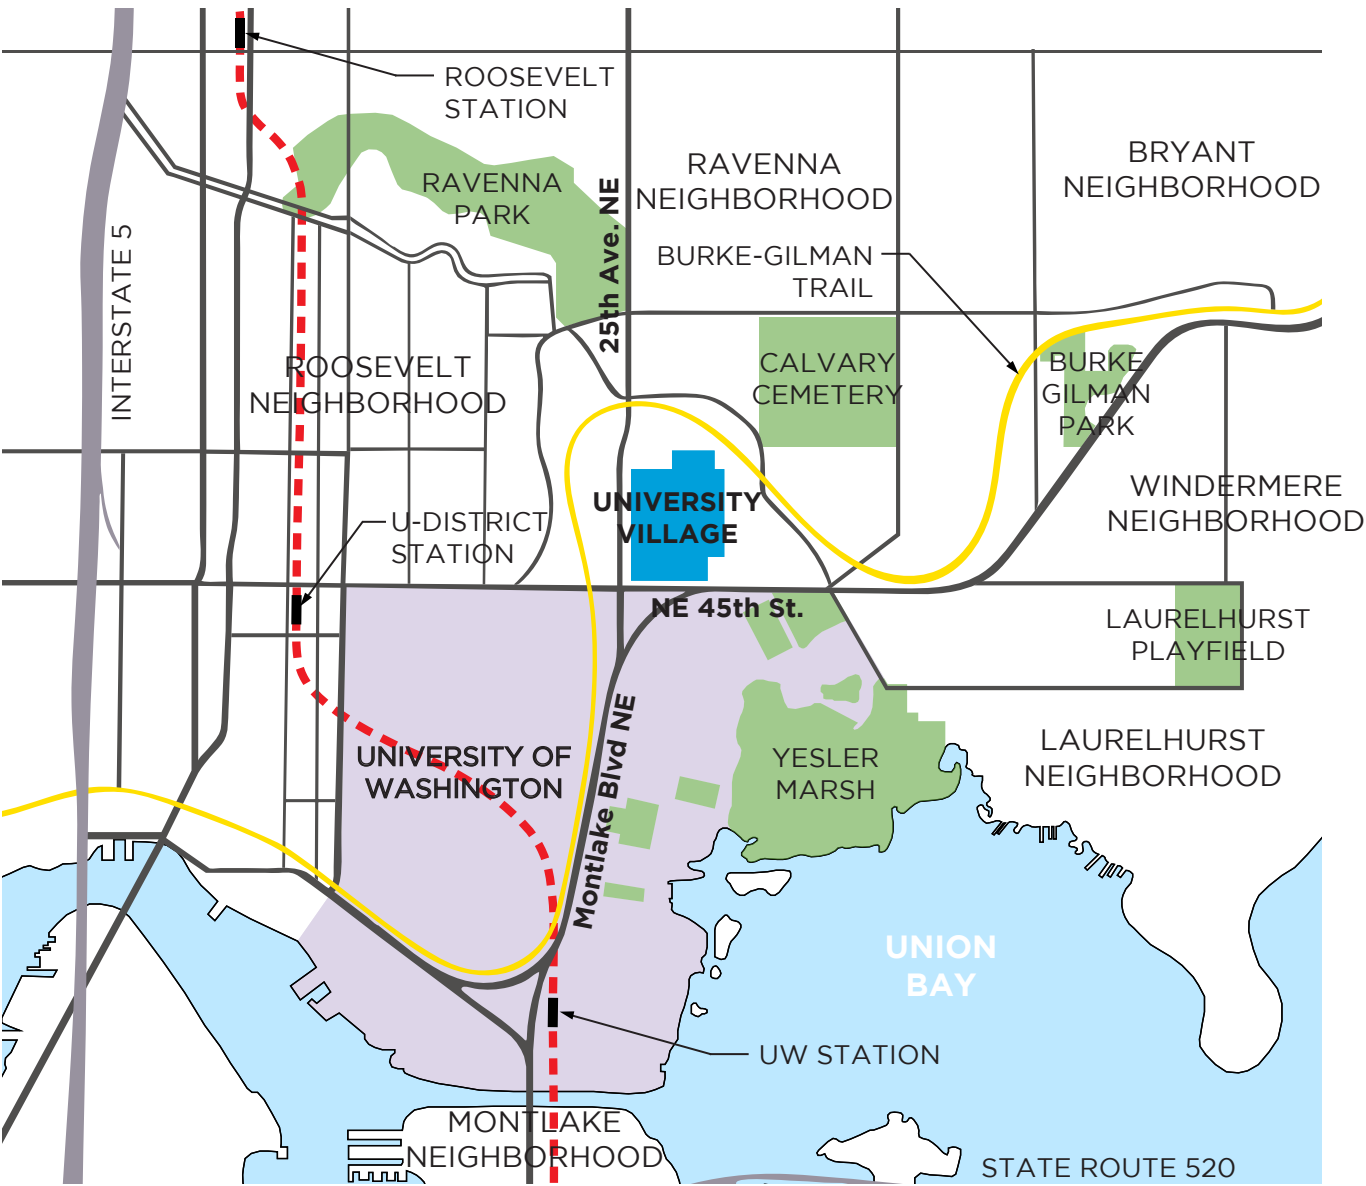 ROOSEVELT
STATION
RAVENNA
NEIGHBORHOOD
BRYANT
NEIGHBORHOOD
RAVENNA
PARK
25th Ave. NE
BURKE-GILMAN
TRAIL
INTERSTATE 5
ROOSEVELT
NEIGHBORHOOD
CALVARY
CEMETERY
BURKE
GILMAN
PARK
UNIVERSITY
VILLAGE
WINDERMERE
NEIGHBORHOOD
U-DISTRICT
STATION
NE 45th St.
LAURELHURST
PLAYFIELD
UNIVERSITY OF
WASHINGTON
Montlake Blvd NE
YESLER
MARSH
LAURELHURST
NEIGHBORHOOD
UNION
BAY
UW STATION
MONTLAKE
NEIGHBORHOOD
STATE ROUTE 520